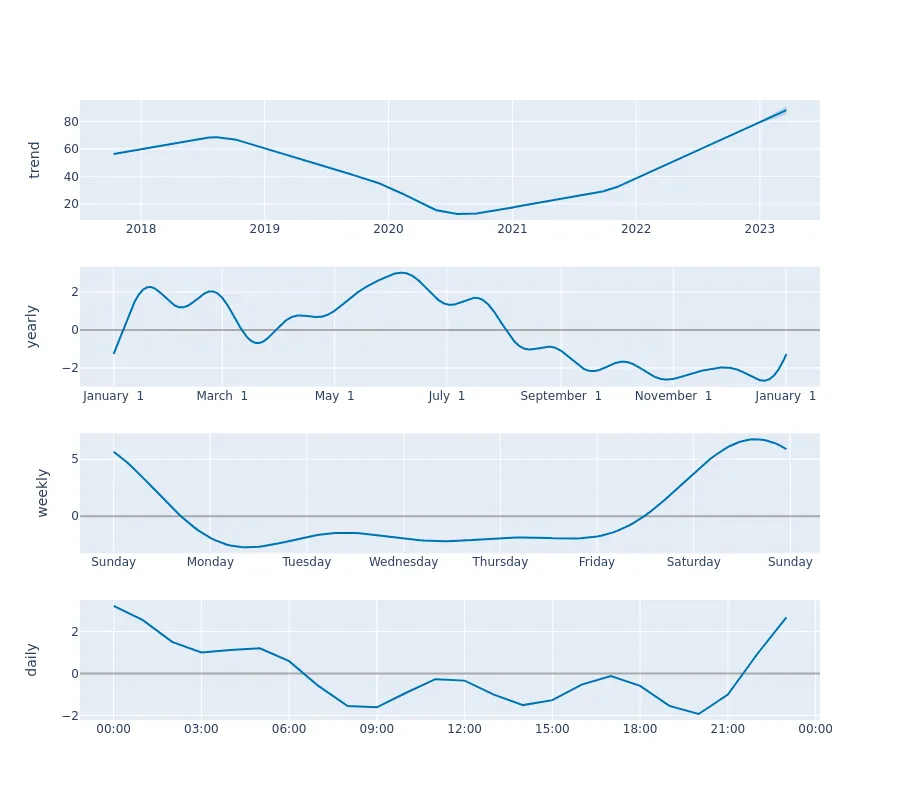 trend
80
60
40
20
2018 2019 2020 2021 2022 2023
yearly
2
0
−2
January 1 March 1 May 1 July 1 September 1 November 1 January 1
weekly
5
0
Sunday Monday Tuesday Wednesday Thursday Friday Saturday Sunday
daily
2
0
−2
00:00 03:00 06:00 09:00 12:00 15:00 18:00 21:00 00:00